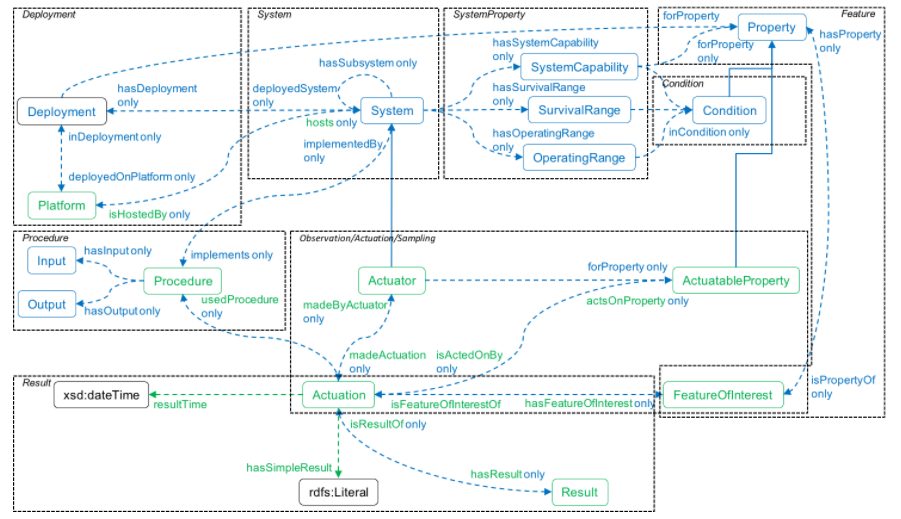 Deployment
System
SystemProperty
Feature
forProperty
Property
hasProperty
only
hasSystemCapability
only
forProperty
only
SystemCapability
hasSubsystem only
hasDeployment
only
deployedSystem
only
hasSurvivalRange
only
Condition
Deployment
System
SurvivalRange
Condition
hosts only
inDeployment only
implementedBy
only
hasOperatingRange
only
inCondition only
OperatingRange
deployedOnPlatform only
Platform
isHostedBy only
Procedure
Observation/Actuation/Sampling
hasInput only
implements only
Input
Procedure
Actuator
forProperty only
ActuatableProperty
Output
hasOutput only
usedProcedure
only
madeByActuator
only
actsOnProperty only
madeActuation
only
isActedOnBy
only
Result
xsd:dateTime
resultTime
Actuation
isFeatureOfInterestOf
hasFeatureOfInterest only
FeatureOfInterest
isPropertyOf
only
isResultOf only
hasSimpleResult
hasResult only
rdfs:Literal
Result